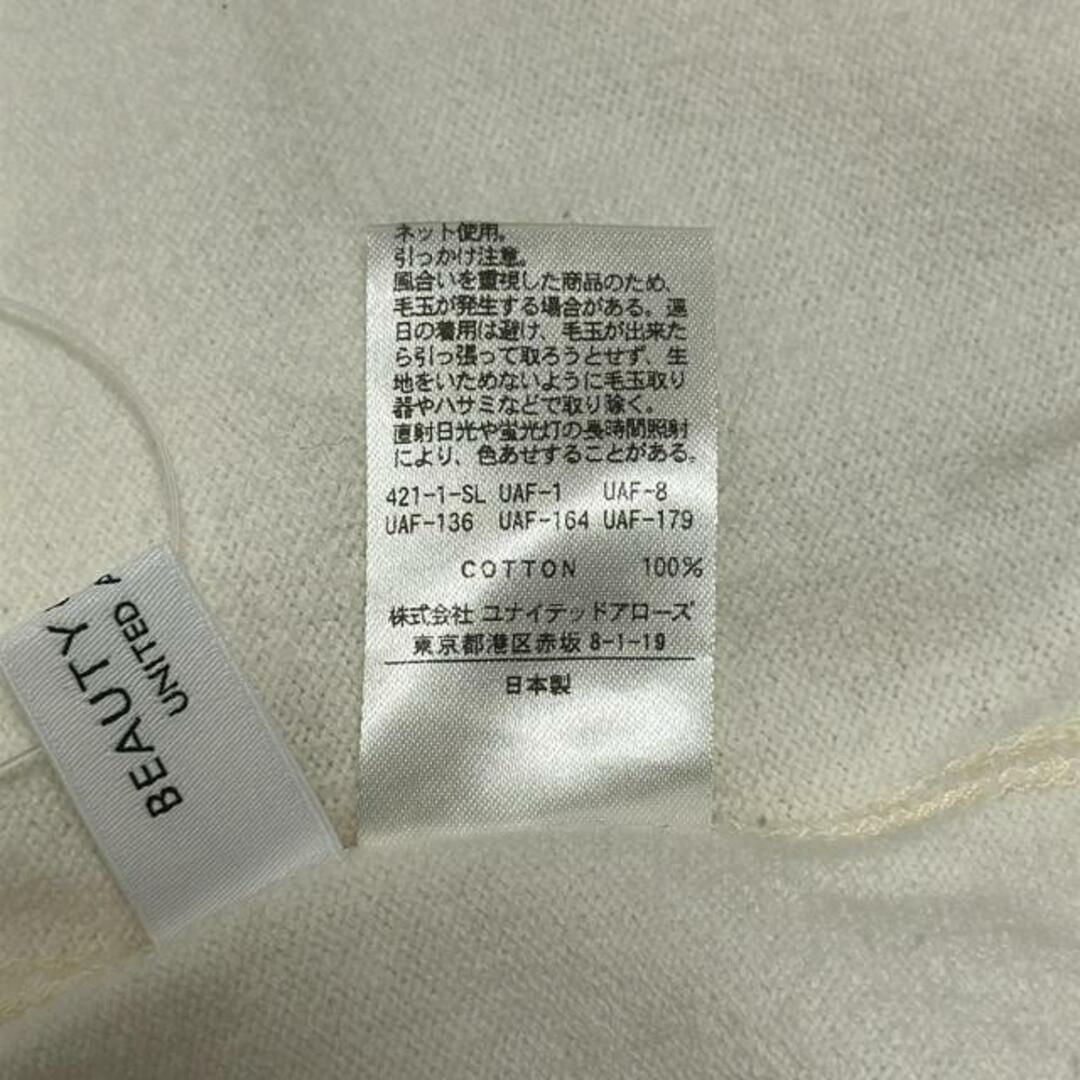 ネット使用。
引っかけ注意。
風合いを重視した商品のため、
毛玉が発生する場合がある。連
日の着用は避け、毛玉が出来た
ら引っ張って取ろうとせず、生
地をいためないように毛玉取り
器やハサミなどで取り除く。
直射日光や蛍光灯の長時間照射
により、色あせすることがある。
421-1-SL UAF-1 UAF-8
UAF-136 UAF-164 UAF-179
COTTON 100%
株式会社 ユナイテッドアローズ
東京都港区赤坂 8-1-19
日本製
BEAUTY
UNITED A